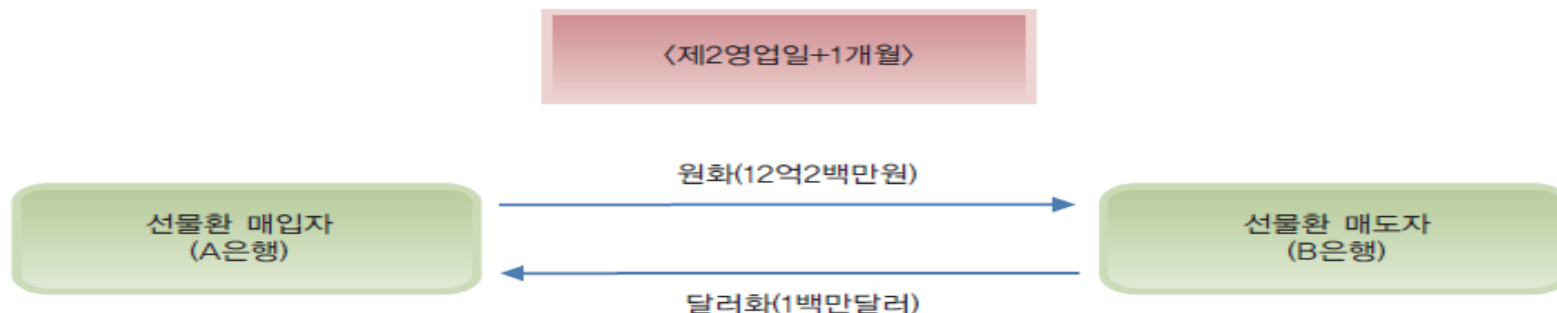 〈제2영업일+1개월〉
원화(12억2백만원)
선물환 매입자
(A은행)
선물환 매도자
(B은행)
달러화(1백만달러)